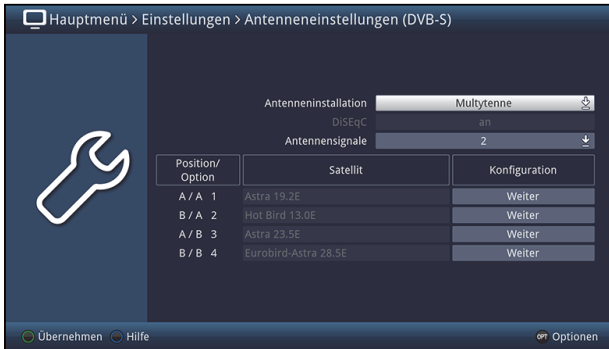 Hauptmenü > Einstellungen > Antenneneinstellungen (DVB-S)
Antenneninstallation Multytenne
DiSEqC an
Antennensignale 2
Position/
Option Satellit Konfiguration
A / A 1 Astra 19.2E Weiter
B / A 2 Hot Bird 13.0E Weiter
A / B 3 Astra 23.5E Weiter
B / B 4 Eurobird-Astra 28.5E Weiter
Übernehmen Hilfe OPT Optionen